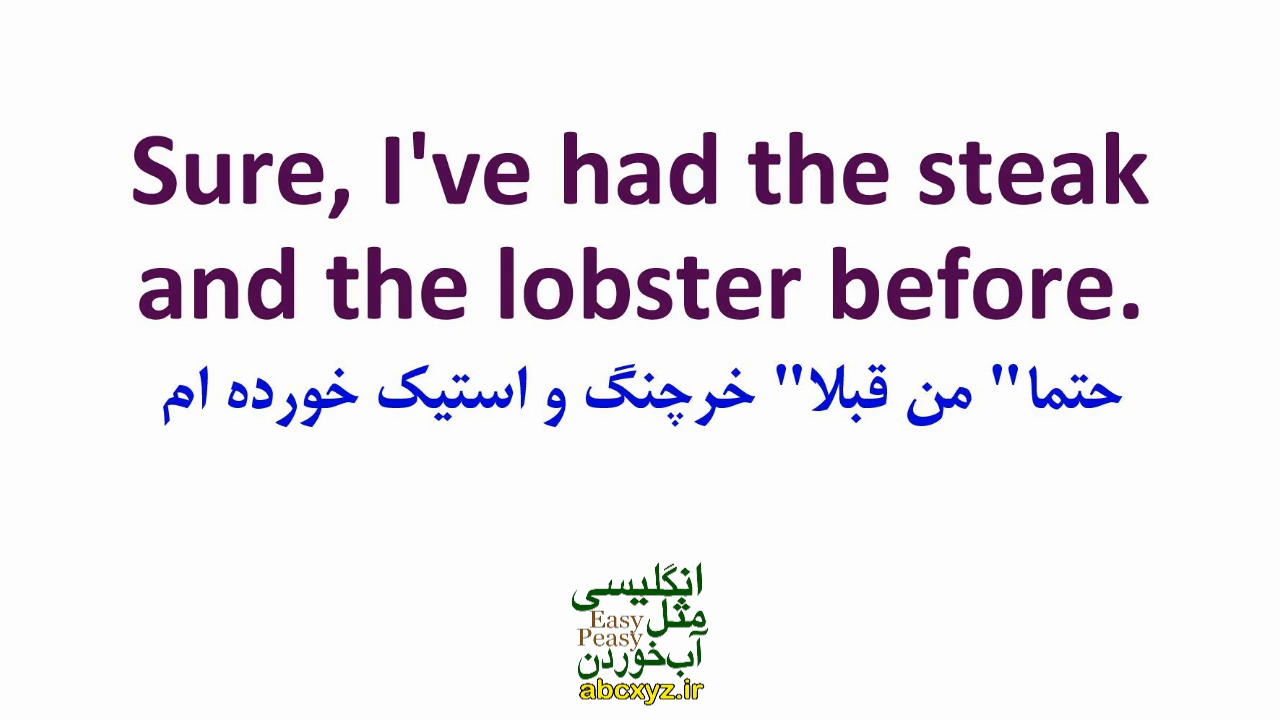 Sure, I've had the steak
and the lobster before.
حتما" من قبلا" خرچنگ و استیک خورده ام
انگلیسی
مثل
Easy
Peasy
آب‌خوردن
abcxyz.ir